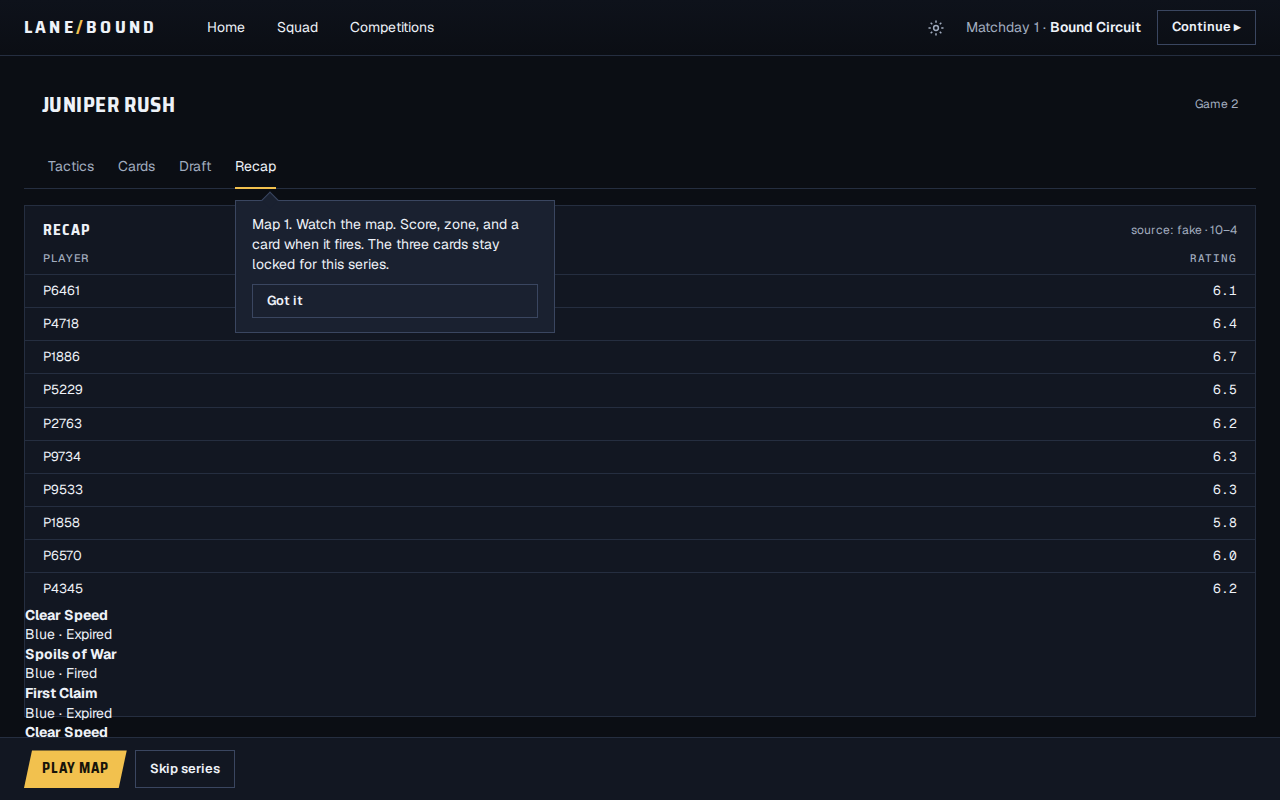 LANE/BOUND
Home
Squad
Competitions
Matchday 1 · Bound Circuit
Continue ▸
JUNIPER RUSH
Game 2
Tactics
Cards
Draft
Recap
Map 1. Watch the map. Score, zone, and a
card when it fires. The three cards stay
locked for this series.
Got it
RECAP
source: fake · 10–4
PLAYER
RATING
P6461
6.1
P4718
6.4
P1886
6.7
P5229
6.5
P2763
6.2
P9734
6.3
P9533
6.3
P1858
5.8
P6570
6.0
P4345
6.2
Clear Speed
Blue · Expired
Spoils of War
Blue · Fired
First Claim
Blue · Expired
Clear Speed
PLAY MAP
Skip series